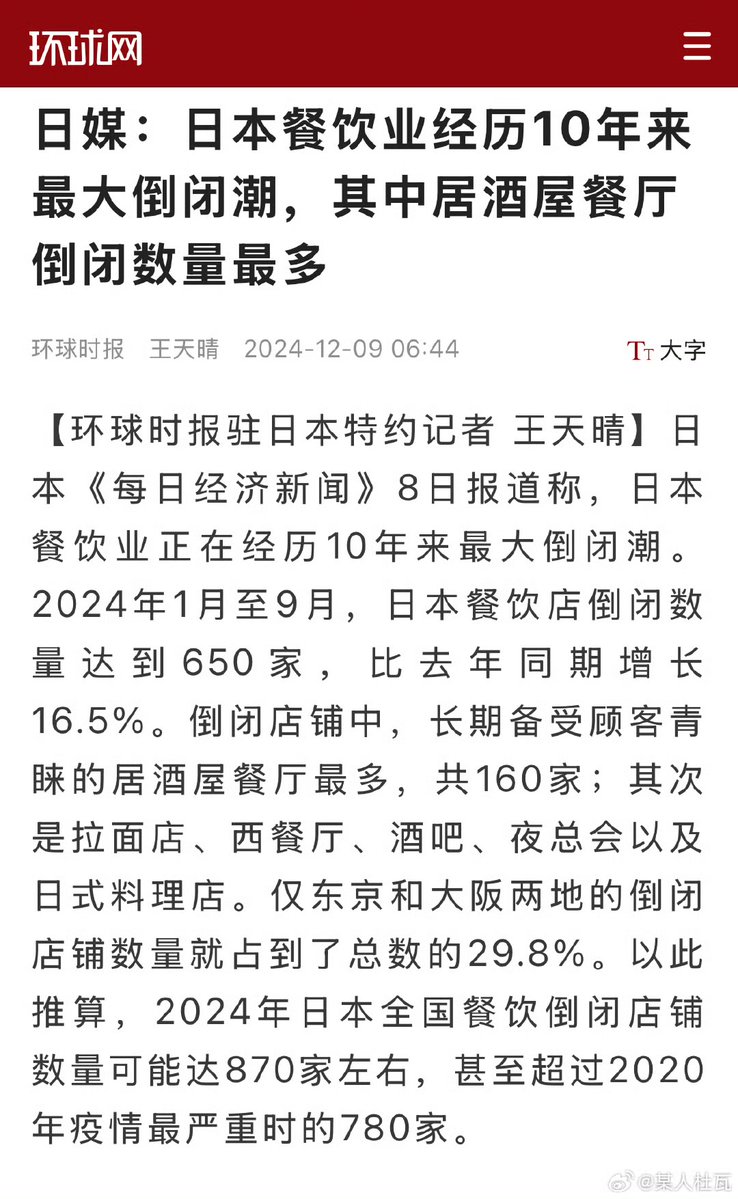 环球网
日媒：日本餐饮业经历10年来
最大倒闭潮，其中居酒屋餐厅
倒闭数量最多
环球时报 王天晴 2024-12-09 06:44 TT 大字
【环球时报驻日本特约记者 王天晴】日
本《每日经济新闻》8日报道称，日本
餐饮业正在经历10年来最大倒闭潮。
2024年1月至9月，日本餐饮店倒闭数
量达到650家，比去年同期增长
16.5%。倒闭店铺中，长期备受顾客青
睐的居酒屋餐厅最多，共160家；其次
是拉面店、西餐厅、酒吧、夜总会以及
日式料理店。仅东京和大阪两地的倒闭
店铺数量就占到了总数的29.8%。以此
推算，2024年日本全国餐饮倒闭店铺
数量可能达870家左右，甚至超过2020
年疫情最严重时的780家。
@某人杜瓦